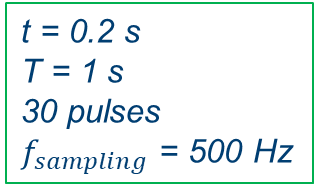 t = 0.2 s
T = 1 s
30 pulses
f_sampling = 500 Hz